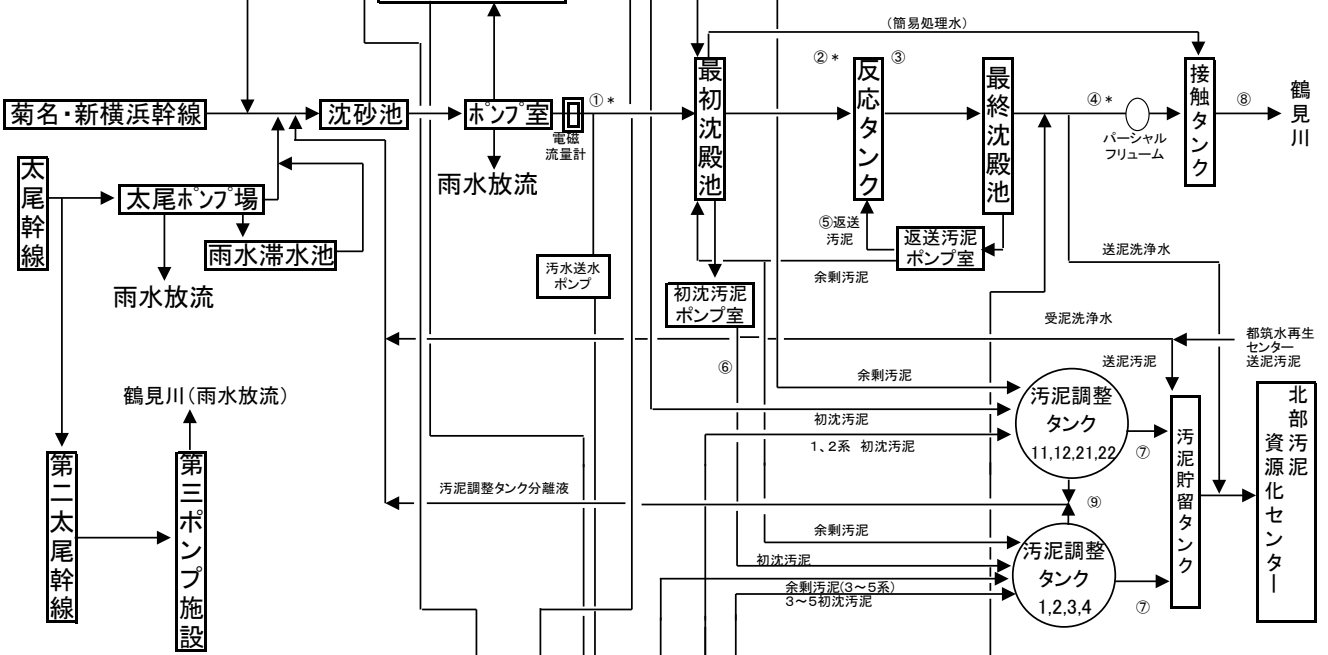 (簡易処理水)
菊名・新横浜幹線
沈砂池
ポンプ室
電磁
流量計
①*
最初沈殿池
②*
反応タンク
③
最終沈殿池
④*
パーシャル
フリューム
接触タンク
⑧
鶴見川
太尾幹線
太尾ポンプ場
雨水滞水池
雨水放流
雨水放流
汚水送水
ポンプ
初沈汚泥
ポンプ室
⑤返送
汚泥
返送汚泥
ポンプ室
余剰汚泥
送泥洗浄水
受泥洗浄水
都筑水再生
センター
送泥汚泥
送泥汚泥
⑥
鶴見川(雨水放流)
第二太尾幹線
第三ポンプ施設
余剰汚泥
初沈汚泥
1、2系 初沈汚泥
汚泥調整
タンク
11,12,21,22
⑦
汚泥貯留タンク
北部汚泥
資源化センター
汚泥調整タンク分離液
⑨
余剰汚泥
初沈汚泥
余剰汚泥(3～5系)
3～5初沈汚泥
汚泥調整
タンク
1,2,3,4
⑦